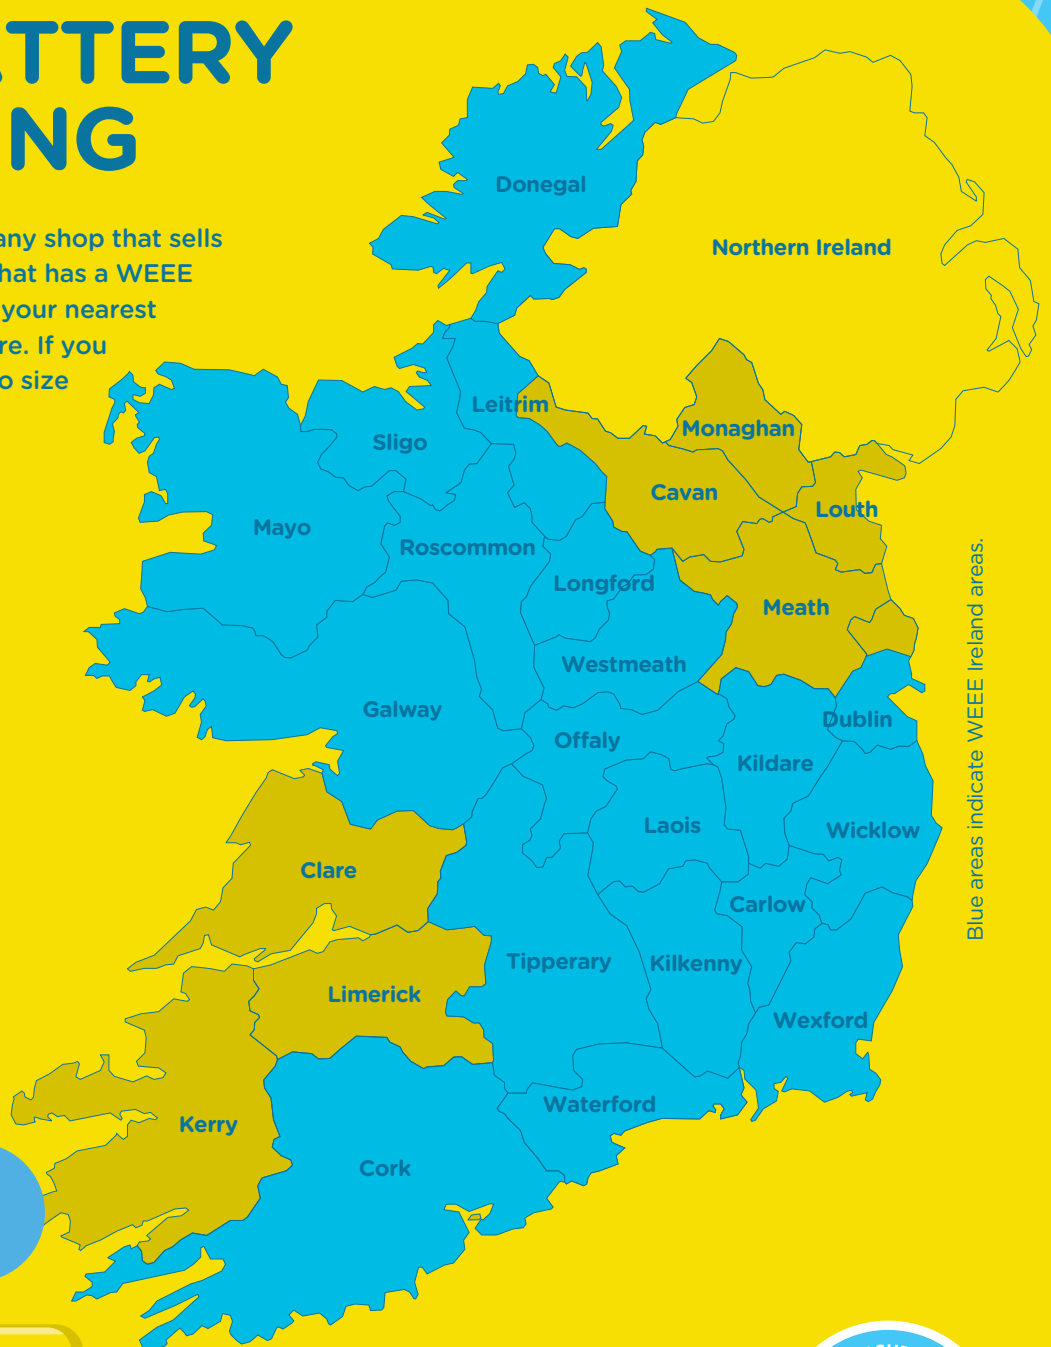 TTERY
NG
any shop that sells
hat has a WEEE
your nearest
re. If you
o size
Donegal
Northern Ireland
Leitrim
Monaghan
Sligo
Cavan
Louth
Mayo
Roscommon
Longford
Meath
Westmeath
Galway
Dublin
Offaly
Kildare
Laois
Wicklow
Clare
Carlow
Tipperary
Kilkenny
Limerick
Wexford
Waterford
Kerry
Cork
Blue areas indicate WEEE Ireland areas.